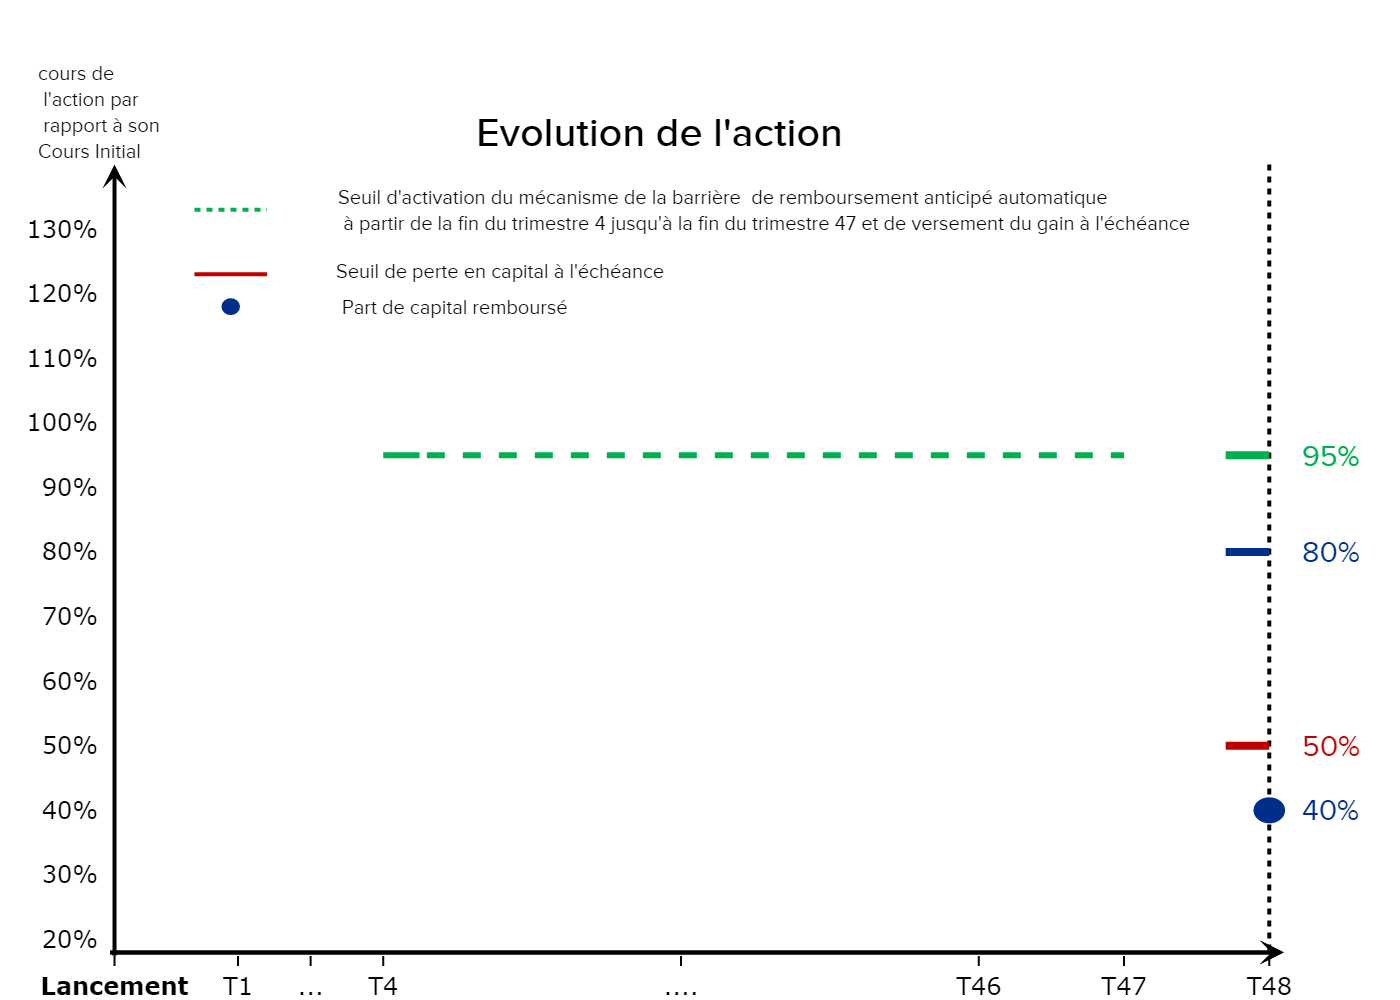 cours de
l'action par
rapport à son
Cours Initial
Evolution de l'action
Seuil d'activation du mécanisme de la barrière de remboursement anticipé automatique
à partir de la fin du trimestre 4 jusqu'à la fin du trimestre 47 et de versement du gain à l'échéance
Seuil de perte en capital à l'échéance
Part de capital remboursé
130%
120%
110%
100%
90%
80%
70%
60%
50%
40%
30%
20%
95%
80%
50%
40%
Lancement T1 ... T4 .... T46 T47 T48